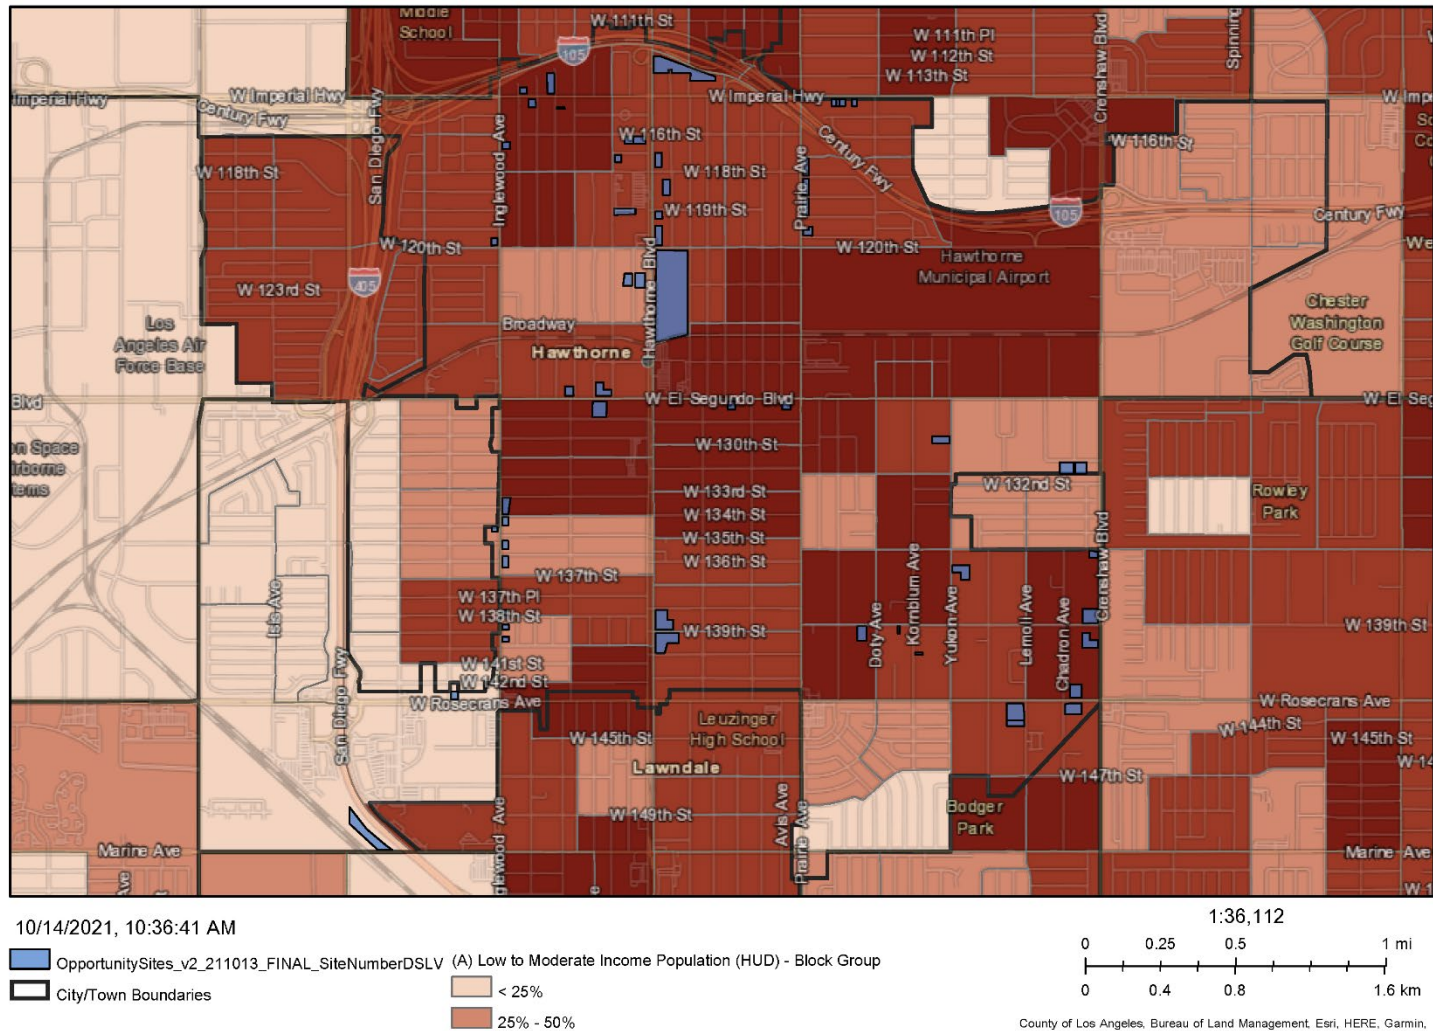 Middle
School
W 111th St
105
W 111th Pl
W 112th St
W 113th St
Crenshaw Blvd
Spinning
Imperial Hwy
W Imperial Hwy
Century Fwy
San Diego Fwy
Inglewood Ave
W Imperial Hwy
Century Fwy
W 116th St
W 116th St
W 118th St
W 118th St
Prairie Ave
W 119th St
105
Century Fwy
W 120th St
Hawthorne Blvd
W 120th St
Hawthorne
Municipal Airport
405
W 123rd St
Los
Angeles Air
Force Base
Broadway
Hawthorne
Chester
Washington
Golf Course
Blvd
W El Segundo Blvd
W El Seg
on Space
W 130th St
W 133rd St
W 134th St
W 135th St
W 136th St
W 132nd St
Rowley
Park
Crenshaw Blvd
Isis Ave
W 137th St
W 137th Pl
W 138th St
W 139th St
Doty Ave
Kornblum Ave
Yukon Ave
Lemoli Ave
Chadron Ave
W 139th St
W 141st St
W 142nd St
W Rosecrans Ave
W Rosecrans Ave
San Diego Fwy
Leuzinger
High School
W 145th St
Lawndale
W 144th St
W 145th St
W 147th St
W 149th St
Avis Ave
Prairie Ave
Bodger
Park
Marine Ave
Marine Ave
Ave
10/14/2021, 10:36:41 AM
OpportunitySites_v2_211013_FINAL_SiteNumberDSLV
City/Town Boundaries
(A) Low to Moderate Income Population (HUD) - Block Group
< 25%
25% - 50%
1:36,112
0 0.25 0.5 1 mi
0 0.4 0.8 1.6 km
County of Los Angeles, Bureau of Land Management, Esri, HERE, Garmin,